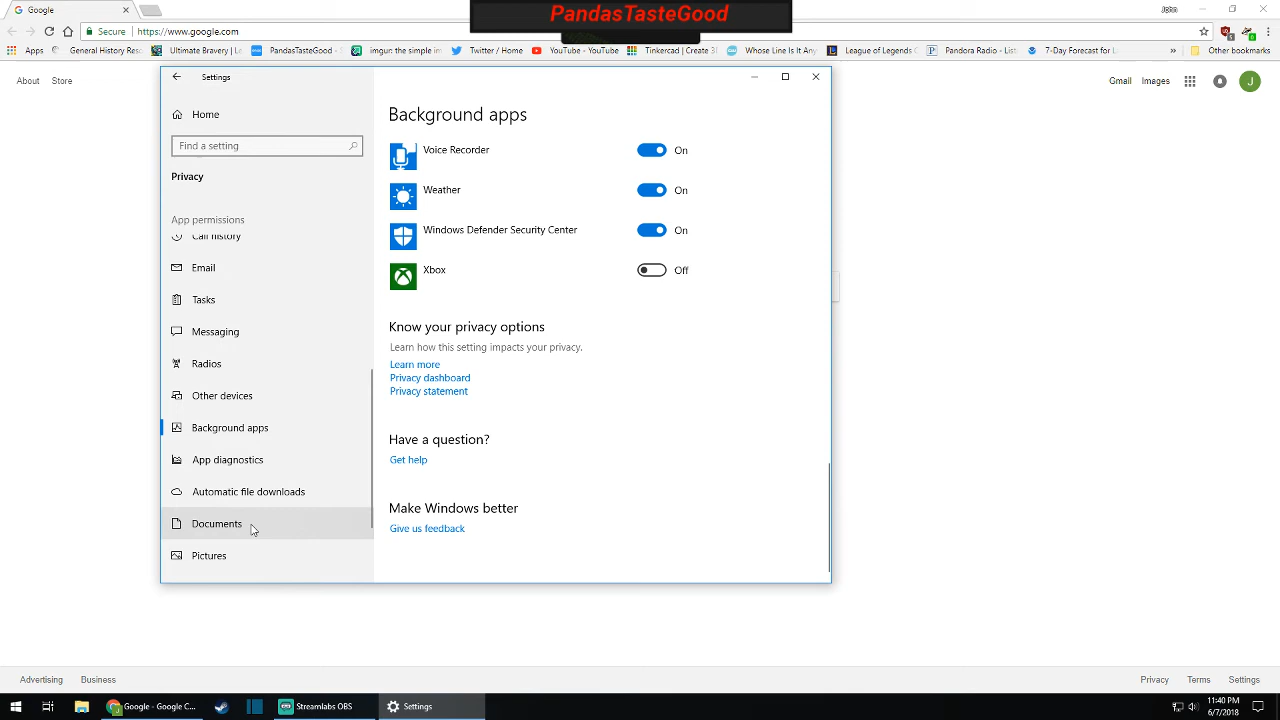 Google
PandasTasteGood
John
Secure
https://www.google.com
Apps
General History Res
Ultimate Bravery | L
PandasTasteGood -
imgur the simple in
Twitter / Home
YouTube - YouTube
Tinkercad | Create 3
Whose Line Is It Any
League of Legends
Pandora Radio - List
7-Day Forecast for L
Other Bookmarks
About
Store
Gmail
Images
J
Settings
Home
Find a setting
Privacy
App permissions
Call history
Email
Tasks
Messaging
Radios
Other devices
Background apps
App diagnostics
Automatic file downloads
Documents
Pictures
Background apps
Voice Recorder
On
Weather
On
Windows Defender Security Center
On
Xbox
Off
Know your privacy options
Learn how this setting impacts your privacy.
Learn more
Privacy dashboard
Privacy statement
Have a question?
Get help
Make Windows better
Give us feedback
Advertising
Business
Privacy
Terms
Settings
Google - Google C...
Streamlabs OBS
Settings
11:40 PM
6/7/2018